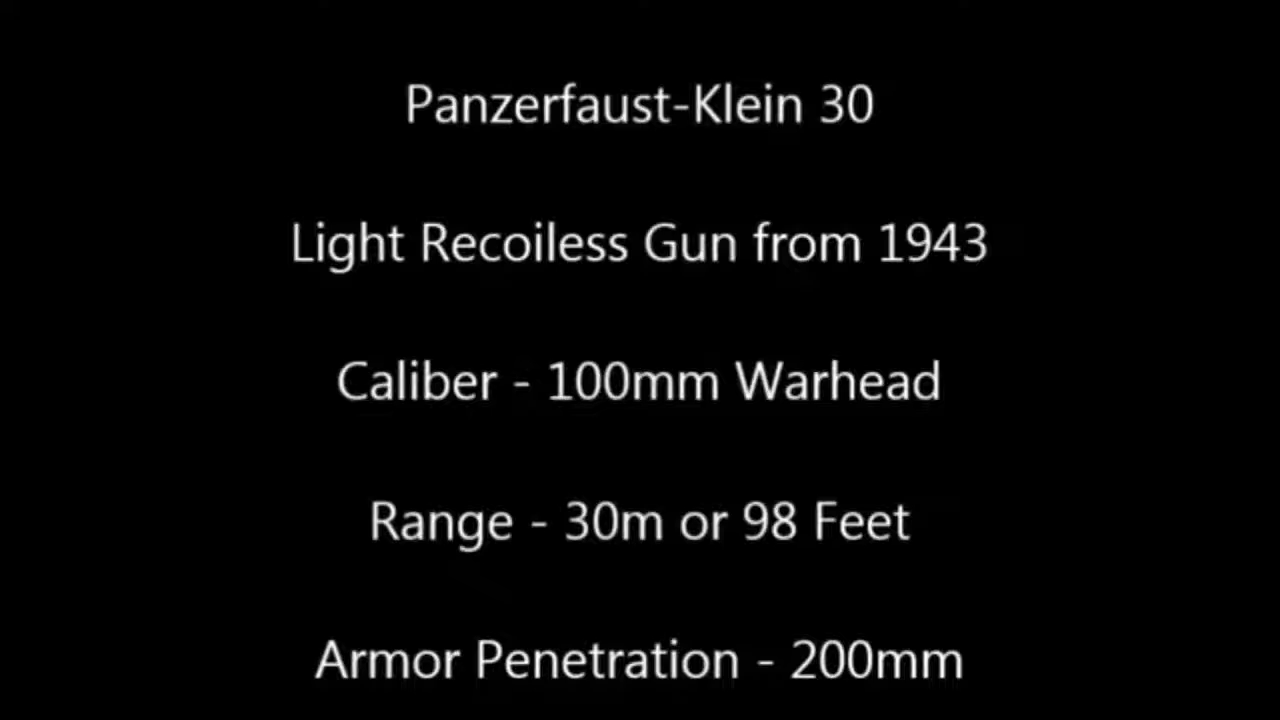 Panzerfaust-Klein 30
Light Recoiless Gun from 1943
Caliber - 100mm Warhead
Range - 30m or 98 Feet
Armor Penetration - 200mm